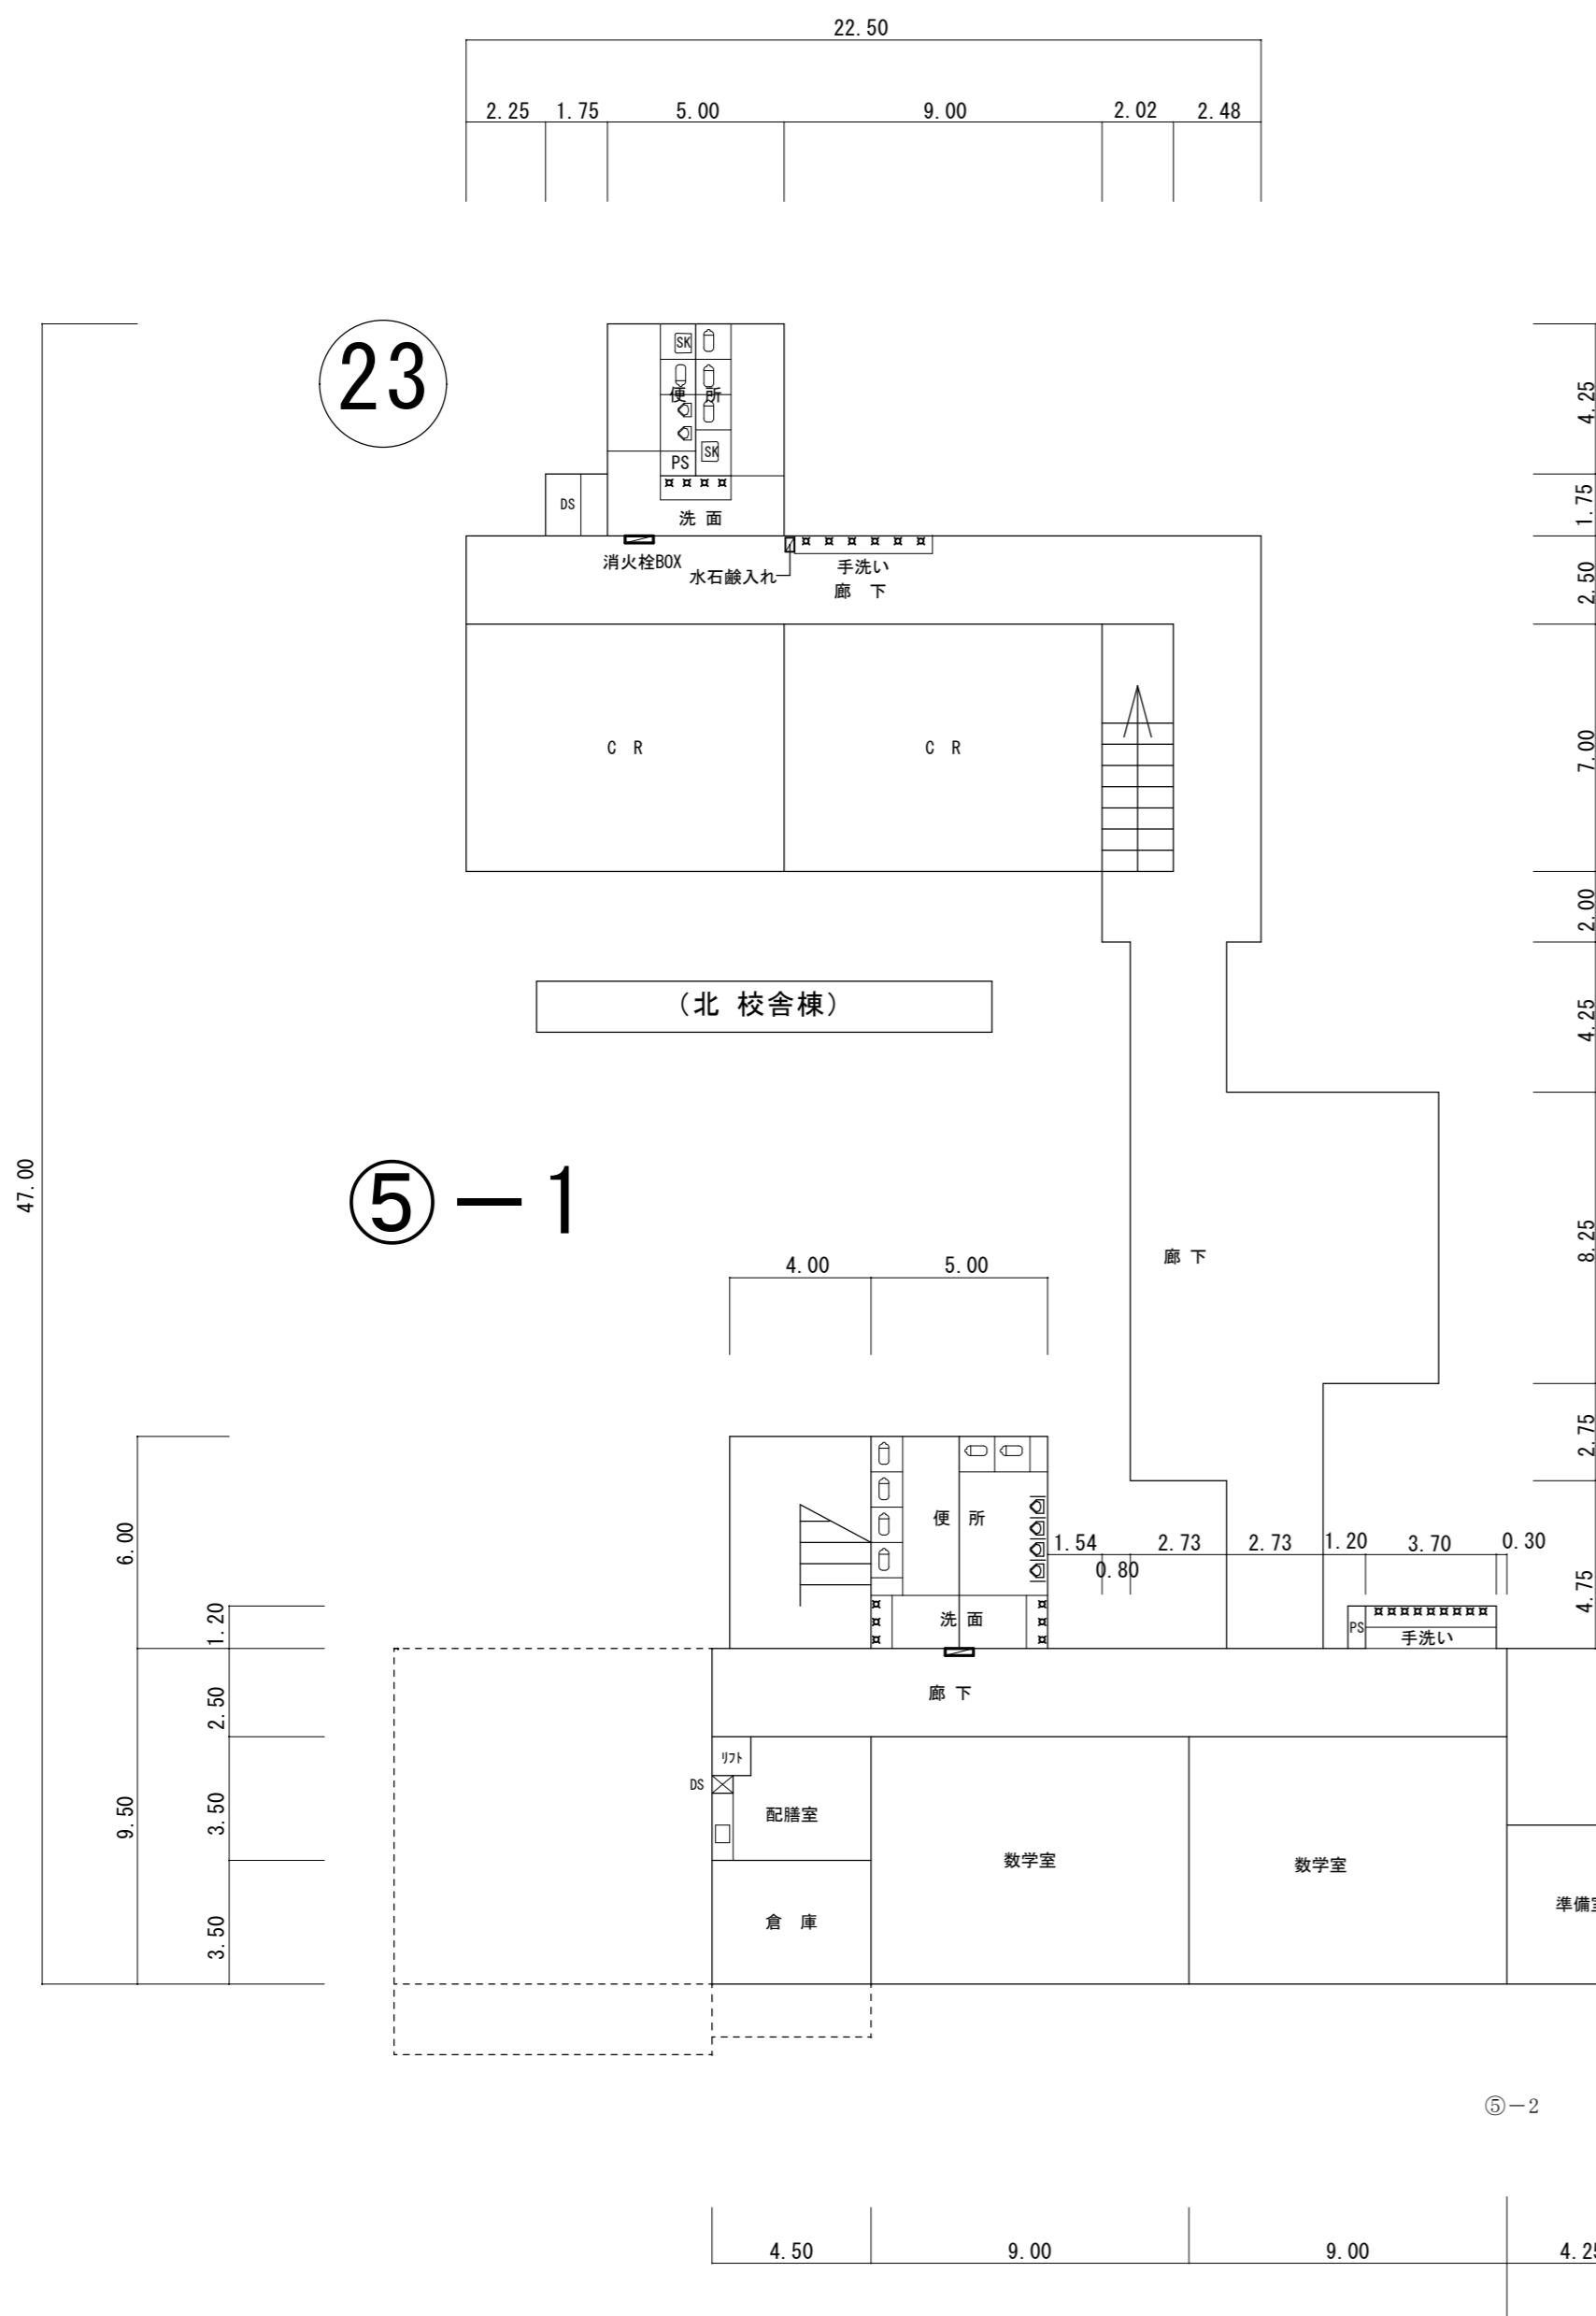 22.50
2.25 1.75 5.00 9.00 2.02 2.48
23
SK
便 所
PS SK
DS
洗 面
消火栓BOX
水石鹸入れ
手洗い
廊 下
C R
C R
4.25
1.75
2.50
7.00
2.00
4.25
8.25
2.75
4.75
(北 校舎棟)
47.00
⑤-1
4.00 5.00
廊 下
便 所
1.54 0.80 2.73 2.73 1.20 3.70 0.30
洗 面
PS
手洗い
6.00
1.20
2.50
9.50
3.50
3.50
廊 下
リフト
DS
配膳室
数学室
数学室
倉 庫
準備
⑤-2
4.50 9.00 9.00